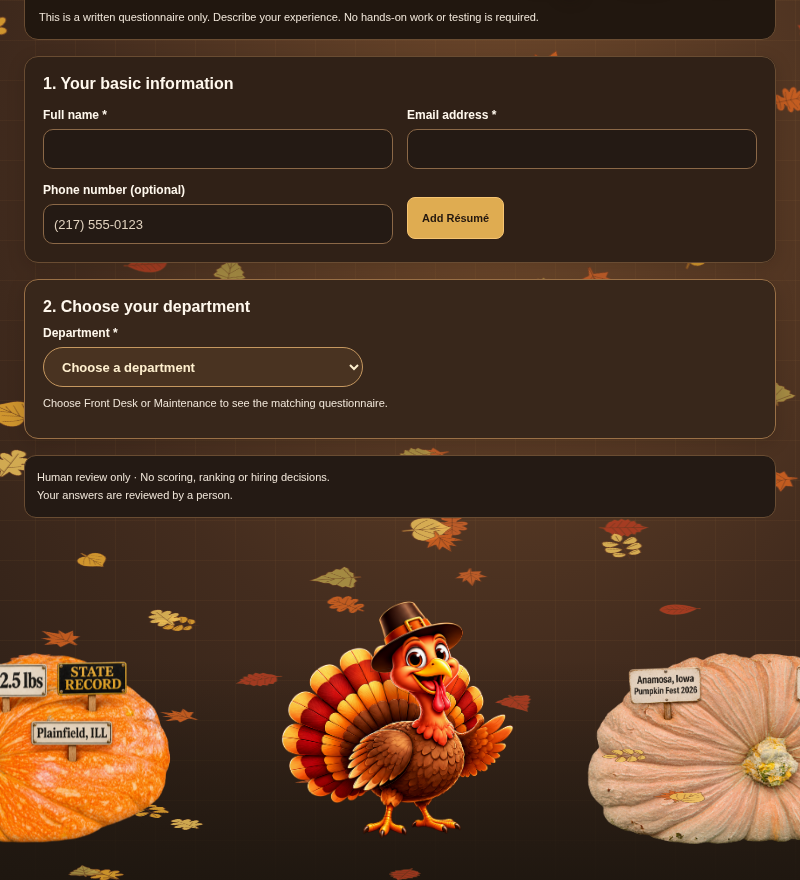 This is a written questionnaire only. Describe your experience. No hands-on work or testing is required.
1. Your basic information
Full name *
Email address *
Phone number (optional)
(217) 555-0123
Add Résumé
2. Choose your department
Department *
Choose a department
Choose Front Desk or Maintenance to see the matching questionnaire.
Human review only · No scoring, ranking or hiring decisions.
Your answers are reviewed by a person.
2.5 lbs
STATE
RECORD
Plainfield, ILL
Anamosa, Iowa
Pumpkin Fest 2026